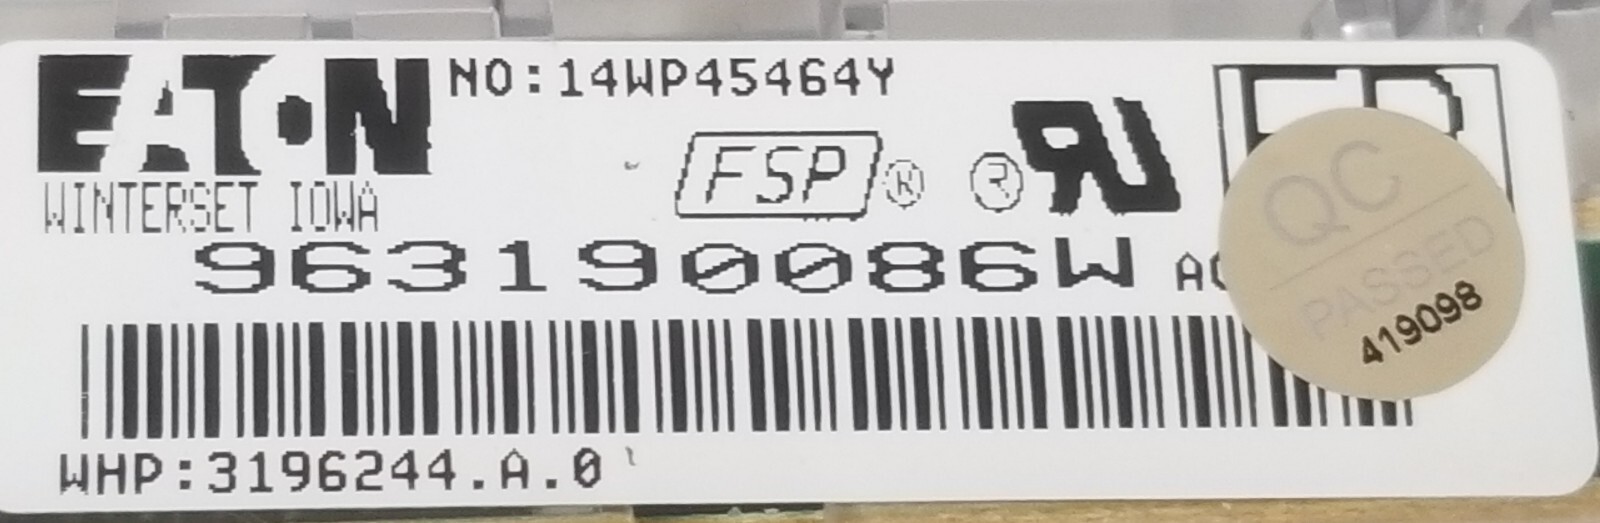 EATON NO:14WP45464Y
FSP® ®
WINTERSET IOWA
963190086W
QC
PASSED
419098
WHP:3196244.A.0